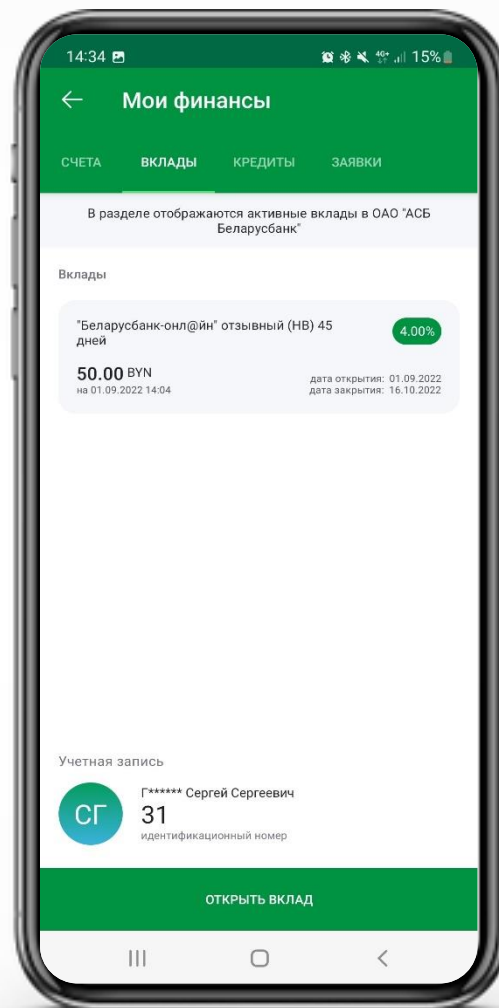 14:34 4G+ 15%
Мои финансы
СЧЕТА ВКЛАДЫ КРЕДИТЫ ЗАЯВКИ
В разделе отображаются активные вклады в ОАО "АСБ
Беларусбанк"
Вклады
"Беларусбанк-онл@йн" отзывный (НВ) 45
дней
4.00%
50.00 BYN
на 01.09.2022 14:04
дата открытия: 01.09.2022
дата закрытия: 16.10.2022
Учетная запись
СГ
Г****** Сергей Сергеевич
31
идентификационный номер
ОТКРЫТЬ ВКЛАД